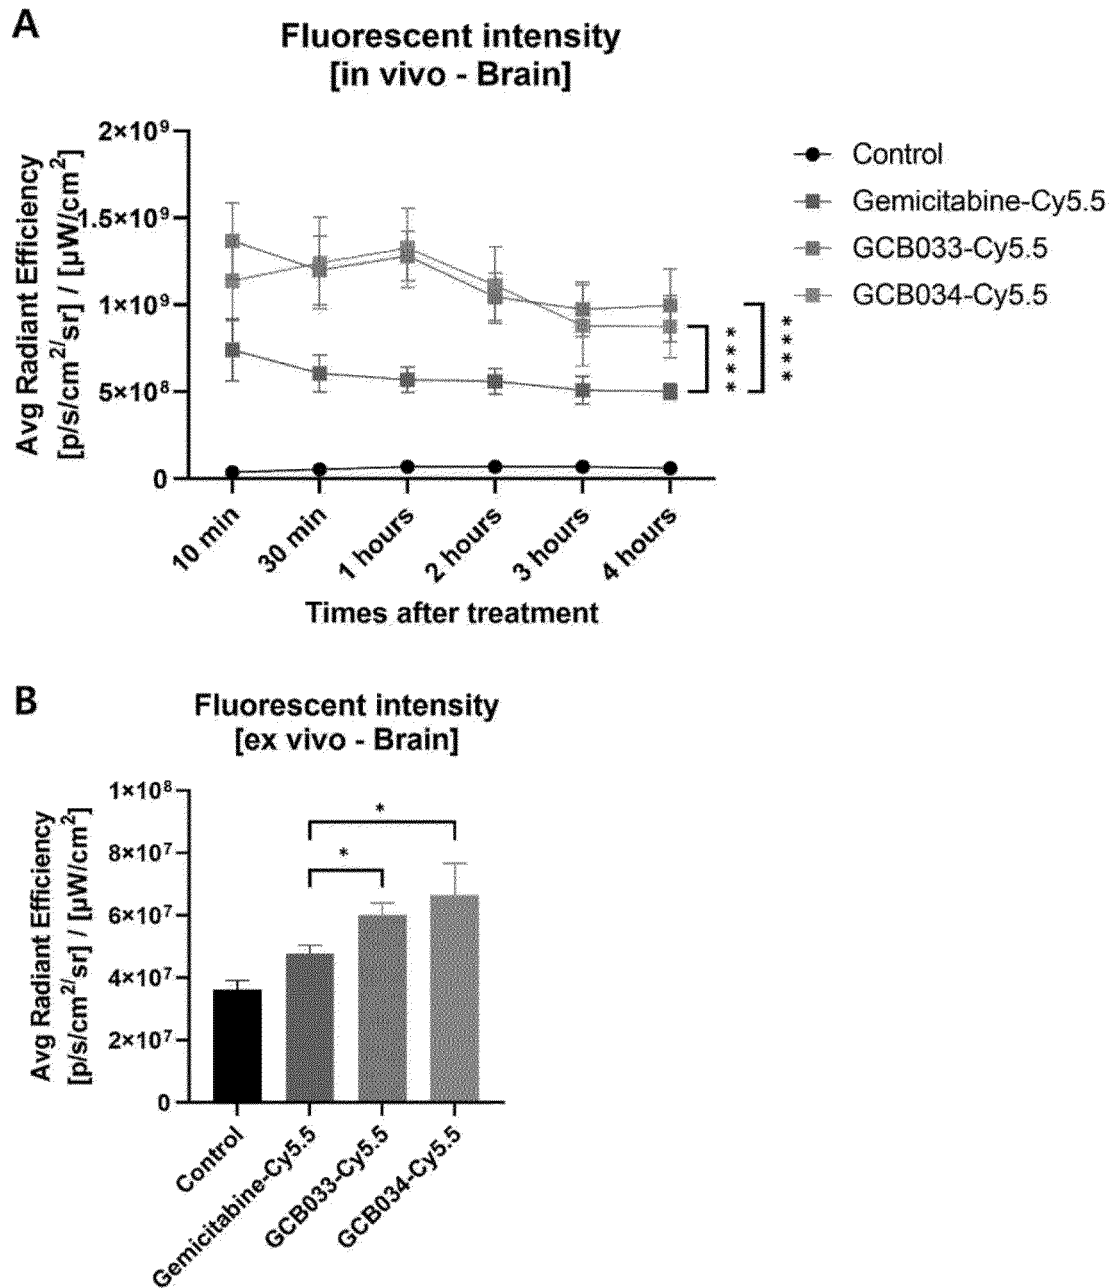 A
Fluorescent intensity
[in vivo - Brain]
Avg Radiant Efficiency
[p/s/cm²/sr] / [µW/cm²]
2×10⁹
1.5×10⁹
1×10⁹
5×10⁸
0
10 min
30 min
1 hours
2 hours
3 hours
4 hours
Times after treatment
Control
Gemicitabine-Cy5.5
GCB033-Cy5.5
GCB034-Cy5.5
****
****
B
Fluorescent intensity
[ex vivo - Brain]
Avg Radiant Efficiency
[p/s/cm²/sr] / [µW/cm²]
1×10⁸
8×10⁷
6×10⁷
4×10⁷
2×10⁷
0
*
*
Control
Gemicitabine-Cy5.5
GCB033-Cy5.5
GCB034-Cy5.5